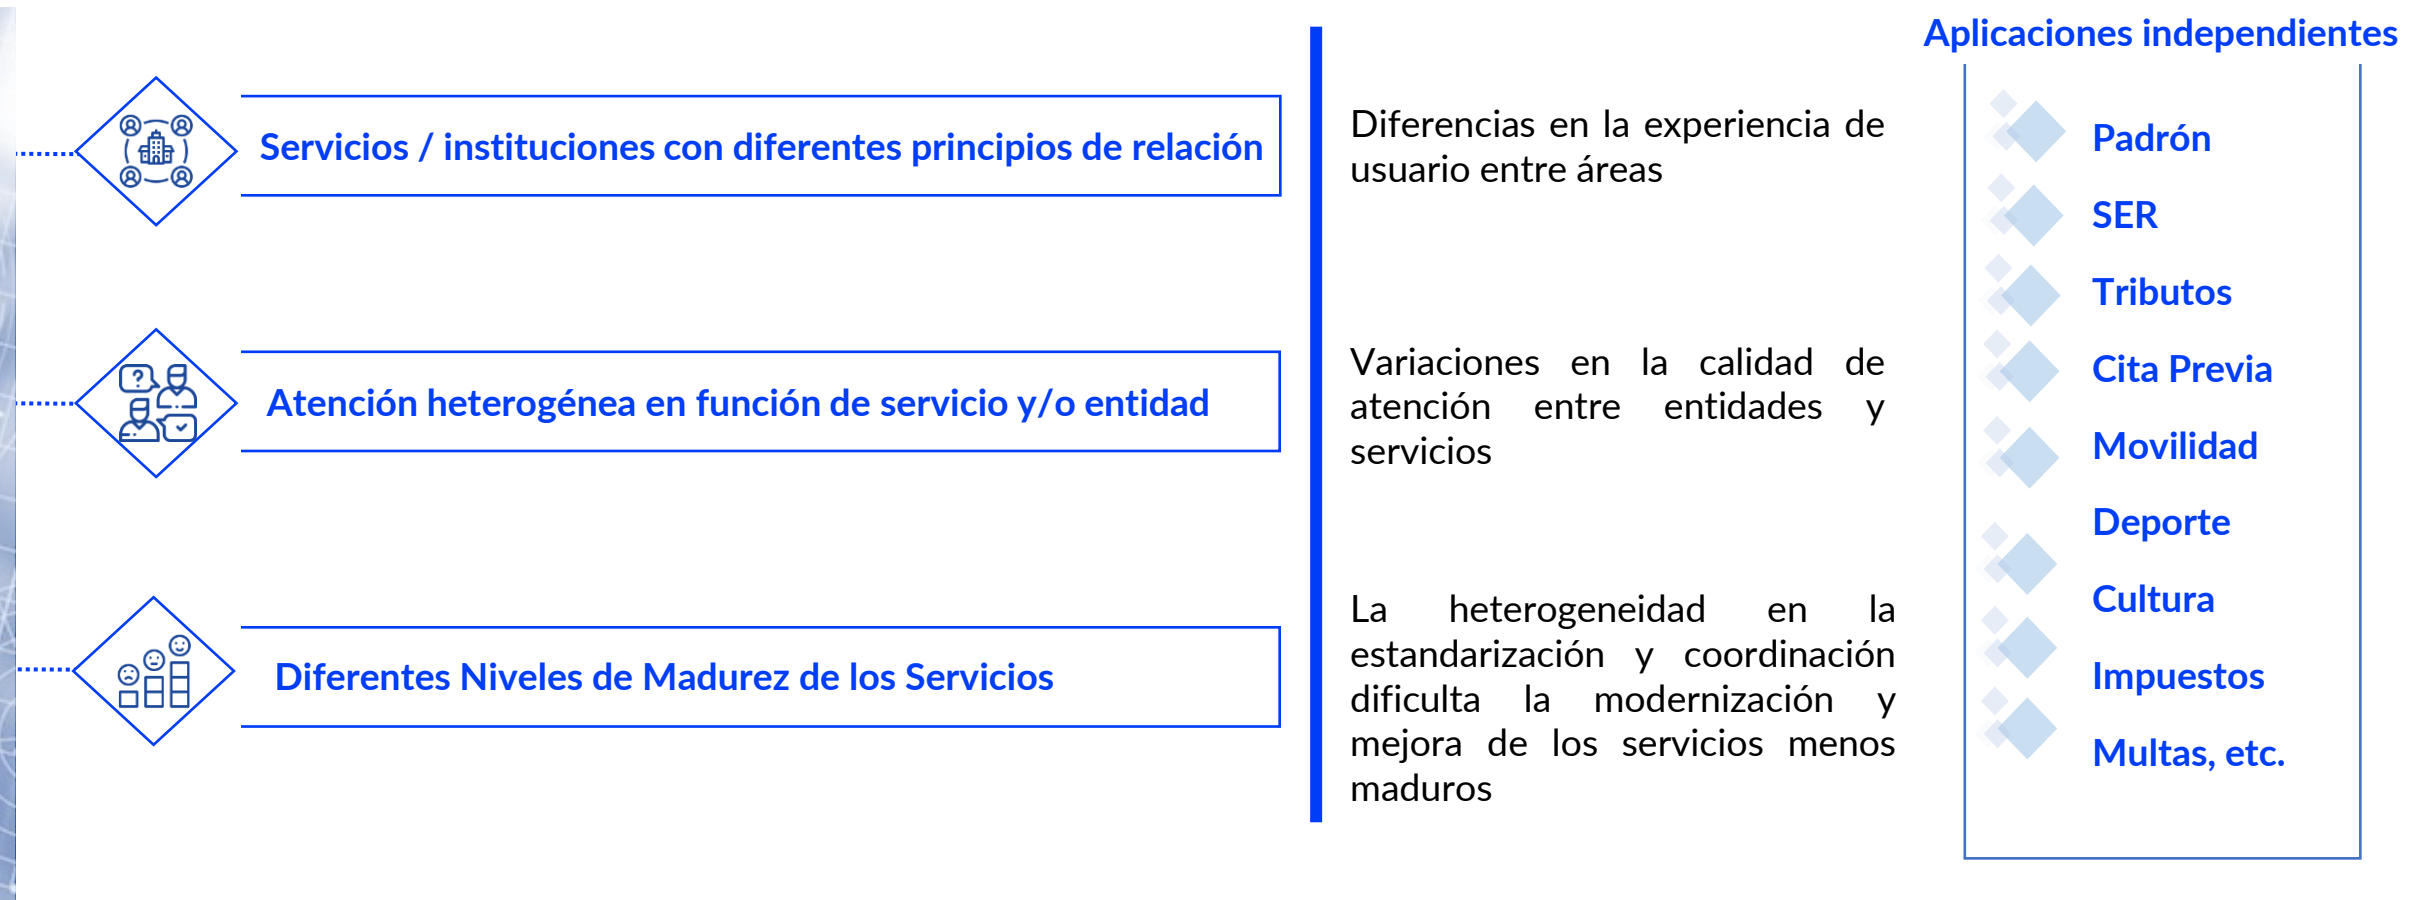 Servicios / instituciones con diferentes principios de relación
Atención heterogénea en función de servicio y/o entidad
Diferentes Niveles de Madurez de los Servicios
Diferencias en la experiencia de
usuario entre áreas
Variaciones en la calidad de
atención entre entidades y
servicios
La heterogeneidad en la
estandarización y coordinación
dificulta la modernización y
mejora de los servicios menos
maduros
Aplicaciones independientes
Padrón
SER
Tributos
Cita Previa
Movilidad
Deporte
Cultura
Impuestos
Multas, etc.